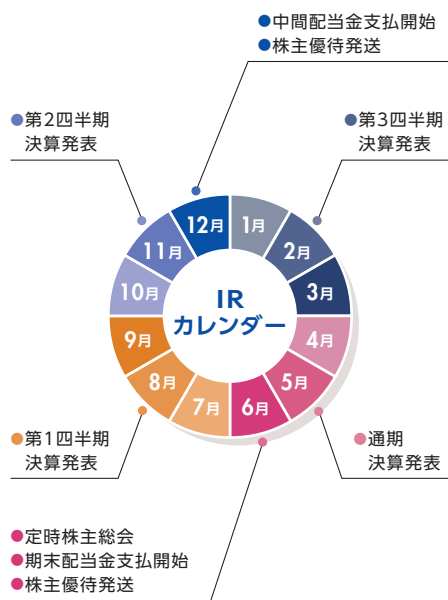 ●中間配当金支払開始
●株主優待発送
●第2四半期
決算発表
●第3四半期
決算発表
12月
1月
11月
2月
10月
3月
IR
カレンダー
9月
4月
8月
5月
7月
6月
●第1四半期
決算発表
●通期
決算発表
●定時株主総会
●期末配当金支払開始
●株主優待発送